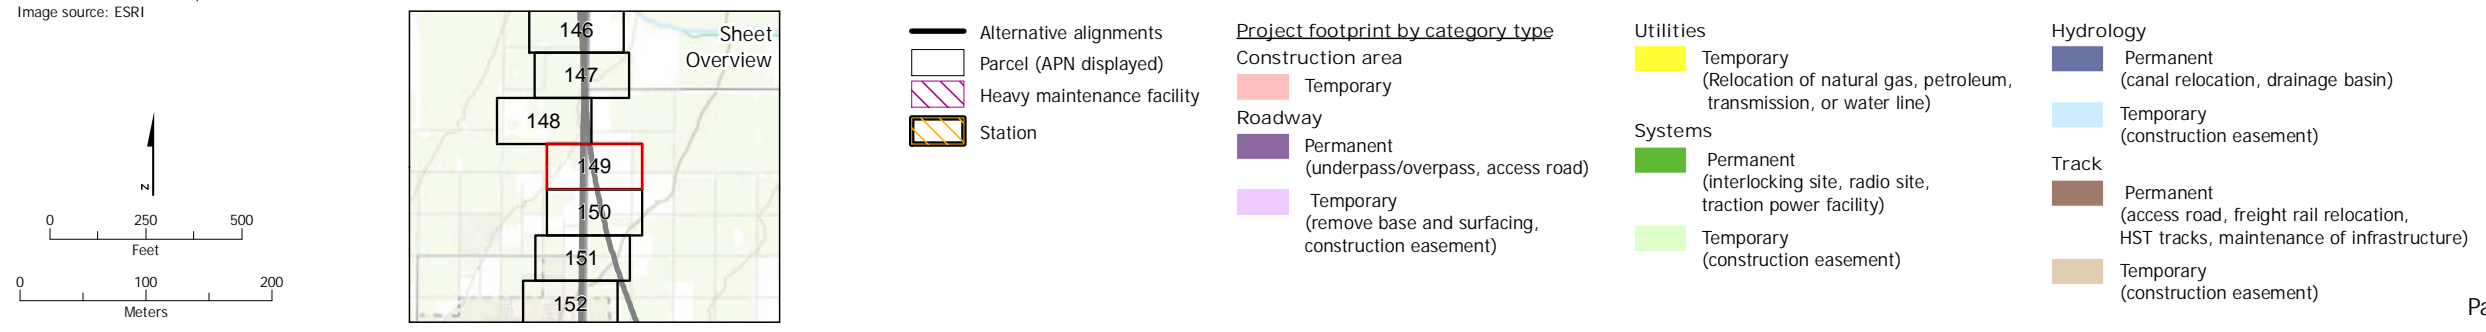 Image source: ESRI
N
0 250 500
Feet
0 100 200
Meters
Sheet
Overview
146
147
148
149
150
151
152
Alternative alignments
Parcel (APN displayed)
Heavy maintenance facility
Station
Project footprint by category type
Construction area
Temporary
Roadway
Permanent
(underpass/overpass, access road)
Temporary
(remove base and surfacing,
construction easement)
Utilities
Temporary
(Relocation of natural gas, petroleum,
transmission, or water line)
Systems
Permanent
(interlocking site, radio site,
traction power facility)
Temporary
(construction easement)
Hydrology
Permanent
(canal relocation, drainage basin)
Temporary
(construction easement)
Track
Permanent
(access road, freight rail relocation,
HST tracks, maintenance of infrastructure)
Temporary
(construction easement)